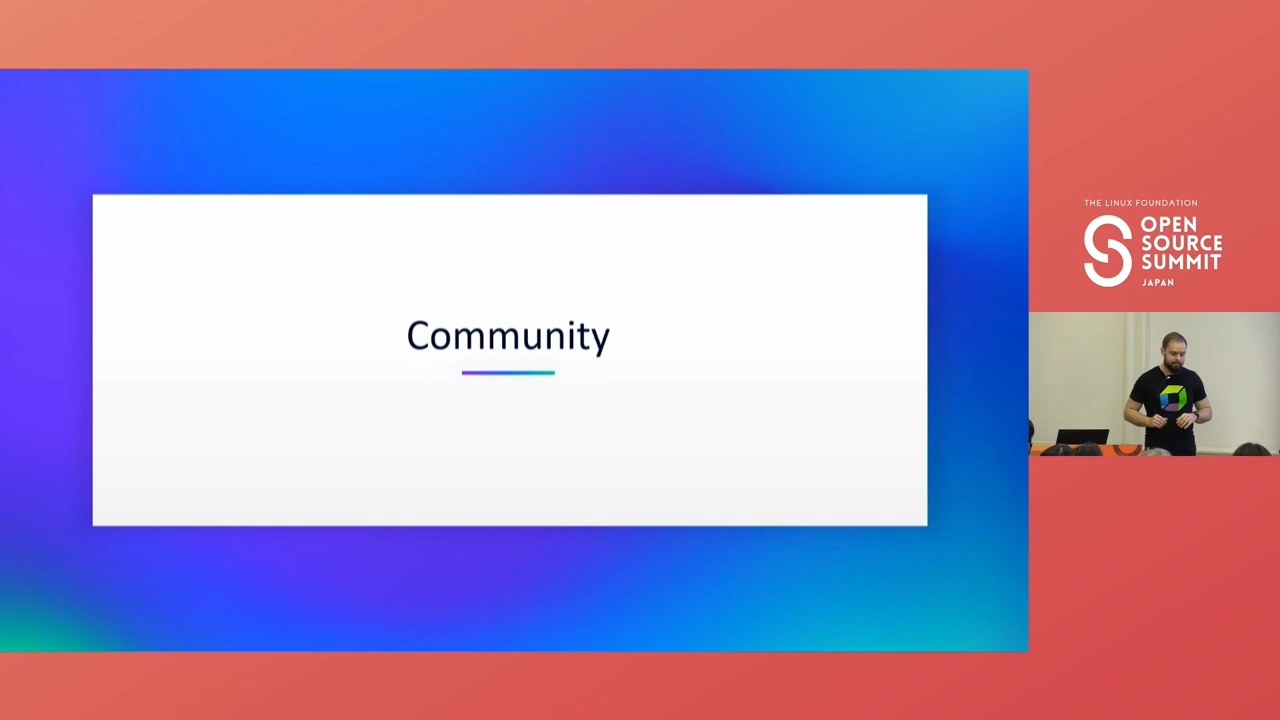 Community
THE LINUX FOUNDATION
OPEN
SOURCE
SUMMIT
JAPAN